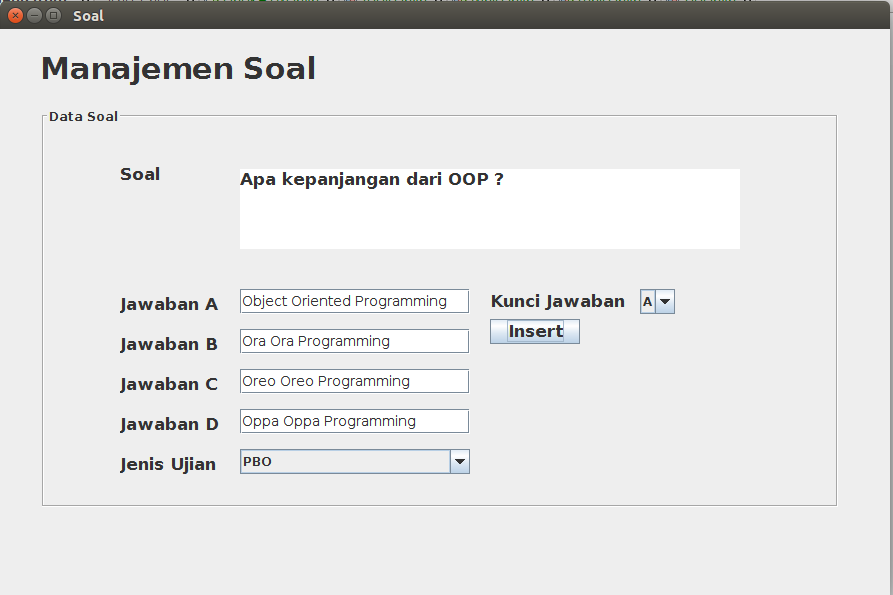 Soal
Manajemen Soal
Data Soal
Soal
Apa kepanjangan dari OOP ?
Jawaban A
Object Oriented Programming
Kunci Jawaban
A
Insert
Jawaban B
Ora Ora Programming
Jawaban C
Oreo Oreo Programming
Jawaban D
Oppa Oppa Programming
Jenis Ujian
PBO